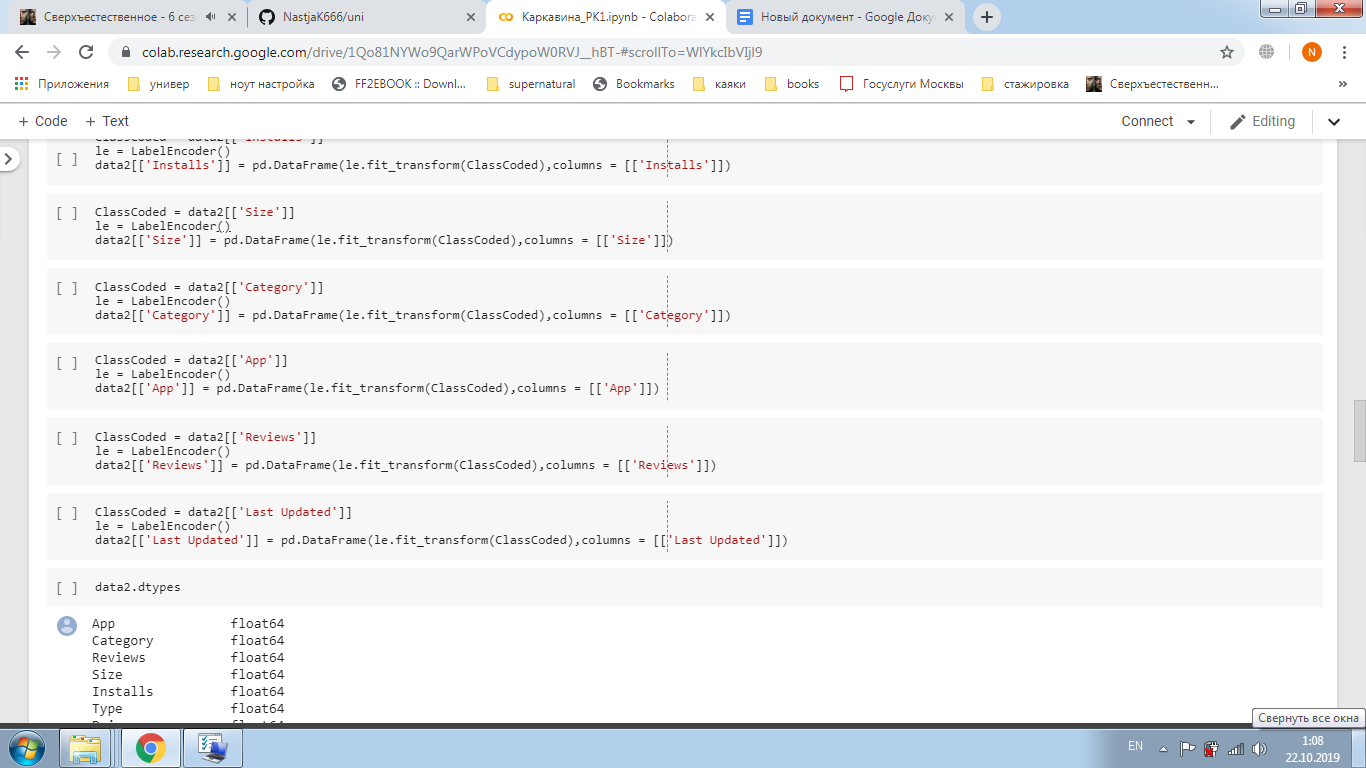 Сверхъестественное - 6 сез
NastjaK666/uni
Каркавина_РК1.ipynb - Colabora
Новый документ - Google Доку
colab.research.google.com/drive/1Qo81NYWo9QarWPoVCdypoW0RVJ__hBT-#scrollTo=WlYkcIbVIjl9
N
Приложения
универ
ноут настройка
FF2EBOOK :: Downl...
supernatural
Bookmarks
каяки
books
Госуслуги Москвы
стажировка
Сверхъестественн...
»
+ Code + Text
Connect
Editing
ClassCoded = data2[['Installs']]
[ ] le = LabelEncoder()
data2[['Installs']] = pd.DataFrame(le.fit_transform(ClassCoded),columns = [['Installs']])
[ ] ClassCoded = data2[['Size']]
le = LabelEncoder()
data2[['Size']] = pd.DataFrame(le.fit_transform(ClassCoded),columns = [['Size']])
[ ] ClassCoded = data2[['Category']]
le = LabelEncoder()
data2[['Category']] = pd.DataFrame(le.fit_transform(ClassCoded),columns = [['Category']])
[ ] ClassCoded = data2[['App']]
le = LabelEncoder()
data2[['App']] = pd.DataFrame(le.fit_transform(ClassCoded),columns = [['App']])
[ ] ClassCoded = data2[['Reviews']]
le = LabelEncoder()
data2[['Reviews']] = pd.DataFrame(le.fit_transform(ClassCoded),columns = [['Reviews']])
[ ] ClassCoded = data2[['Last Updated']]
le = LabelEncoder()
data2[['Last Updated']] = pd.DataFrame(le.fit_transform(ClassCoded),columns = [['Last Updated']])
[ ] data2.dtypes
App float64
Category float64
Reviews float64
Size float64
Installs float64
Type float64
Свернуть все окна
EN
1:08
22.10.2019